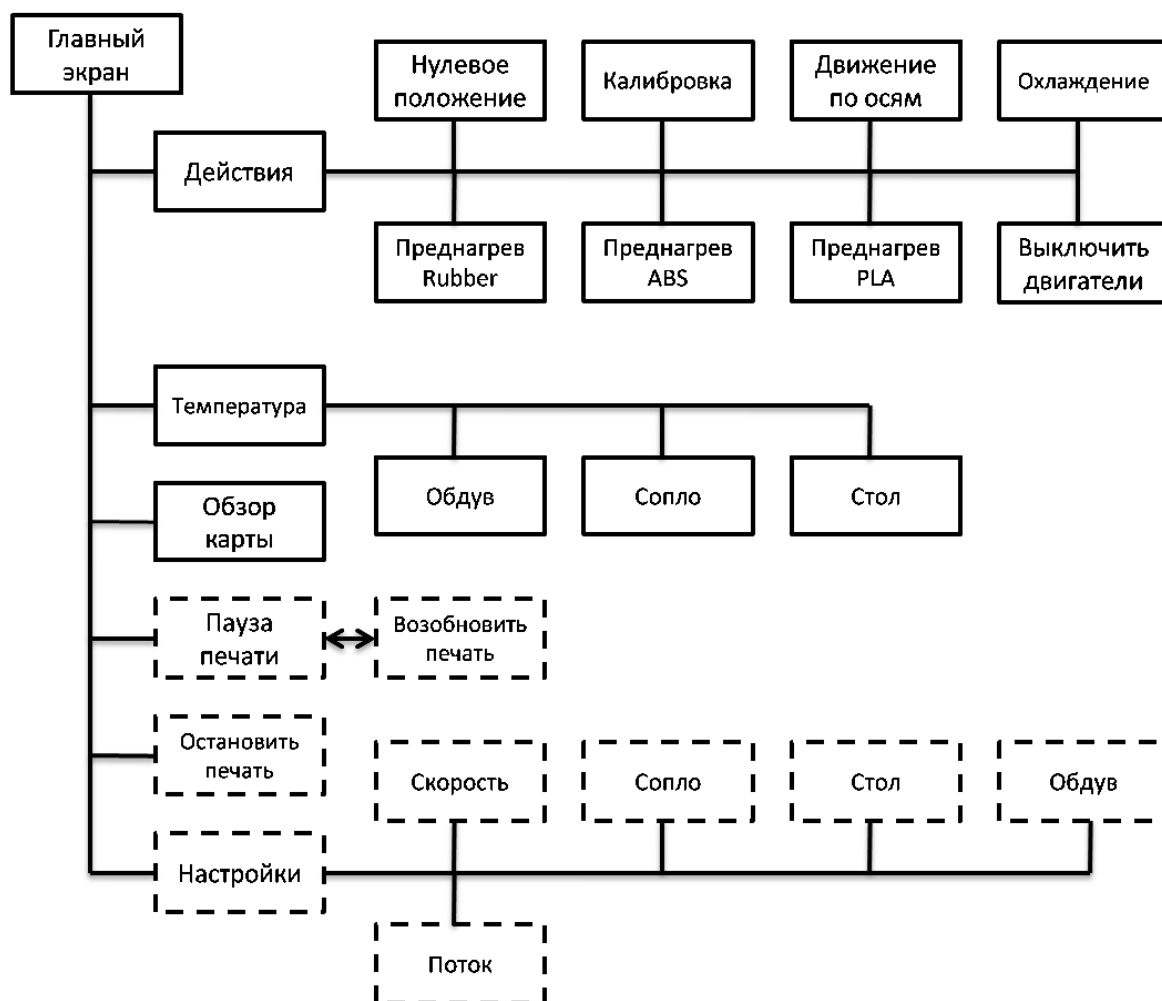 Главный
экран
Нулевое
положение
Калибровка
Движение
по осям
Охлаждение
Действия
Преднагрев
Rubber
Преднагрев
ABS
Преднагрев
PLA
Выключить
двигатели
Температура
Обдув
Сопло
Стол
Обзор
карты
Пауза
печати
Возобновить
печать
Остановить
печать
Скорость
Сопло
Стол
Обдув
Настройки
Поток